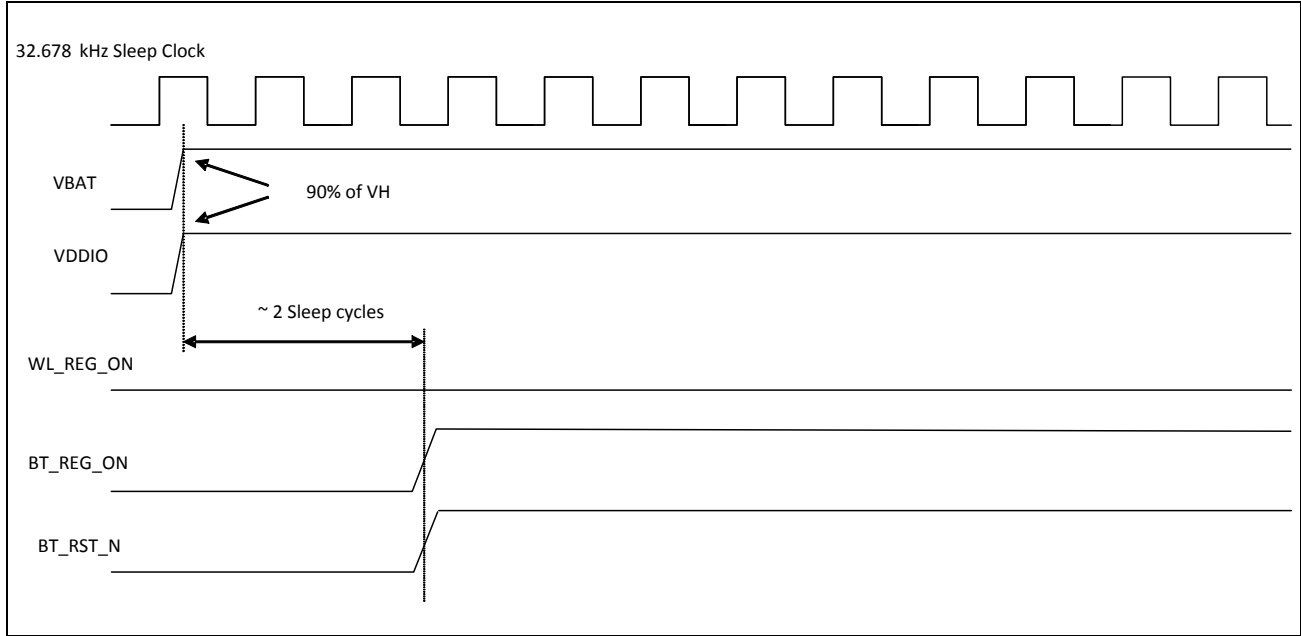 32.678 kHz Sleep Clock
VBAT
90% of VH
VDDIO
~ 2 Sleep cycles
WL_REG_ON
BT_REG_ON
BT_RST_N